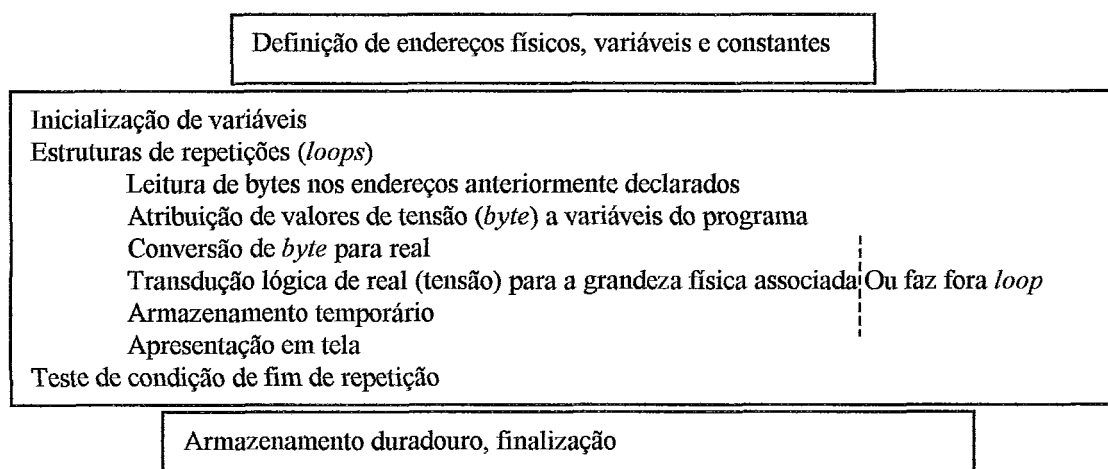 Definição de endereços físicos, variáveis e constantes
Inicialização de variáveis
Estruturas de repetições (loops)
Leitura de bytes nos endereços anteriormente declarados
Atribuição de valores de tensão (byte) a variáveis do programa
Conversão de byte para real
Transdução lógica de real (tensão) para a grandeza física associada Ou faz fora loop
Armazenamento temporário
Apresentação em tela
Teste de condição de fim de repetição
Armazenamento duradouro, finalização